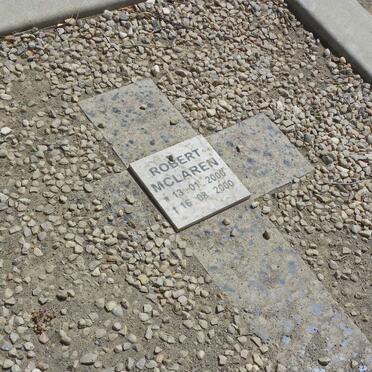 ROBERT
MCLAREN
* 13·01 2000
† 16 08 2000